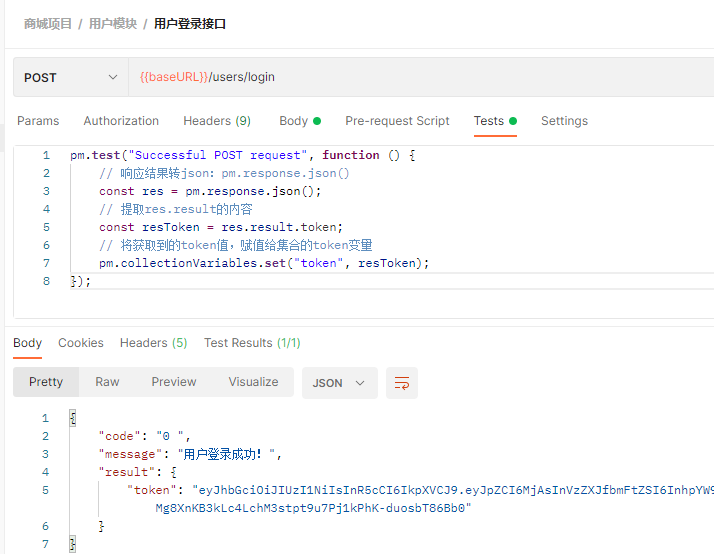 商城项目 / 用户模块 / 用户登录接口
POST {{baseURL}}/users/login
Params Authorization Headers (9) Body Pre-request Script Tests Settings
1 pm.test("Successful POST request", function () {
2 // 响应结果转json: pm.response.json()
3 const res = pm.response.json();
4 // 提取res.result的内容
5 const resToken = res.result.token;
6 // 将获取到的token值，赋值给集合的token变量
7 pm.collectionVariables.set("token", resToken);
8 });
Body Cookies Headers (5) Test Results (1/1)
Pretty Raw Preview Visualize JSON
1 {
2 "code": "0 ",
3 "message": "用户登录成功！",
4 "result": {
5 "token": "eyJhbGciOiJIUzI1NiIsInR5cCI6IkpXVCJ9.eyJpZCI6MjAsInVzZXJfbmFtZSI6InhpYW9
Mg8XnKB3kLc4LchM3stpt9u7Pj1kPhK-duosbT86Bb0"
6 }
7 }